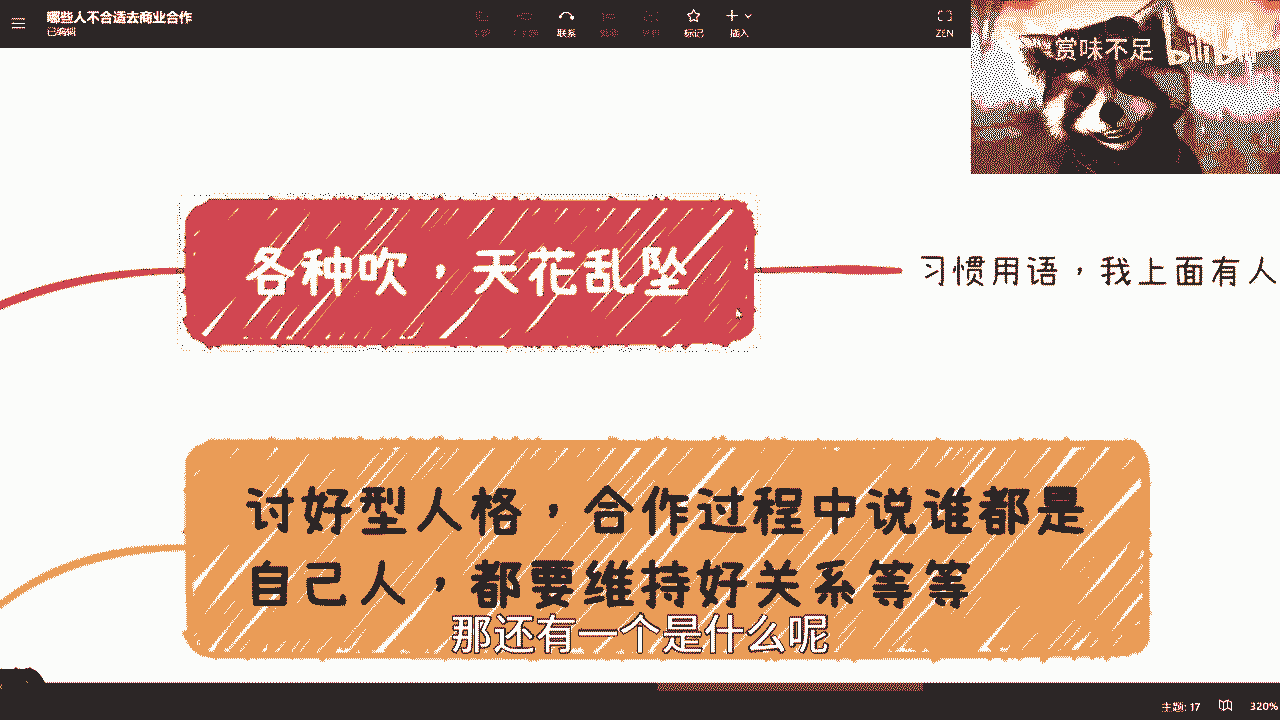 哪些人不合适去商业合作
已编辑
联系
标记
插入
ZEN
赏味不足
bilibili
各种吹，天花乱坠
习惯用语，我上面有人
讨好型人格，合作过程中说谁都是
自己人，都要维持好关系等等
那还有一个是什么呢
主题: 17
320%